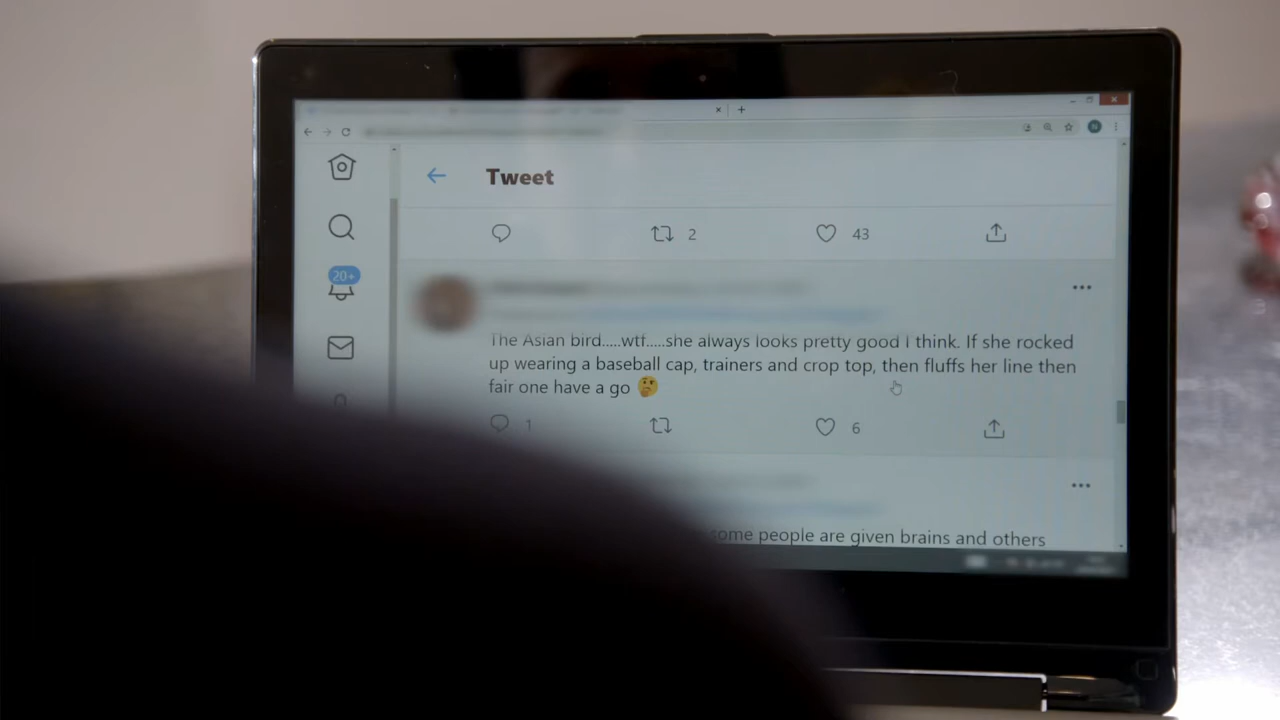 Tweet
2
43
20+
The Asian bird.....wtf.....she always looks pretty good I think. If she rocked
up wearing a baseball cap, trainers and crop top, then fluffs her line then
fair one have a go 🤔
1
6
some people are given brains and others